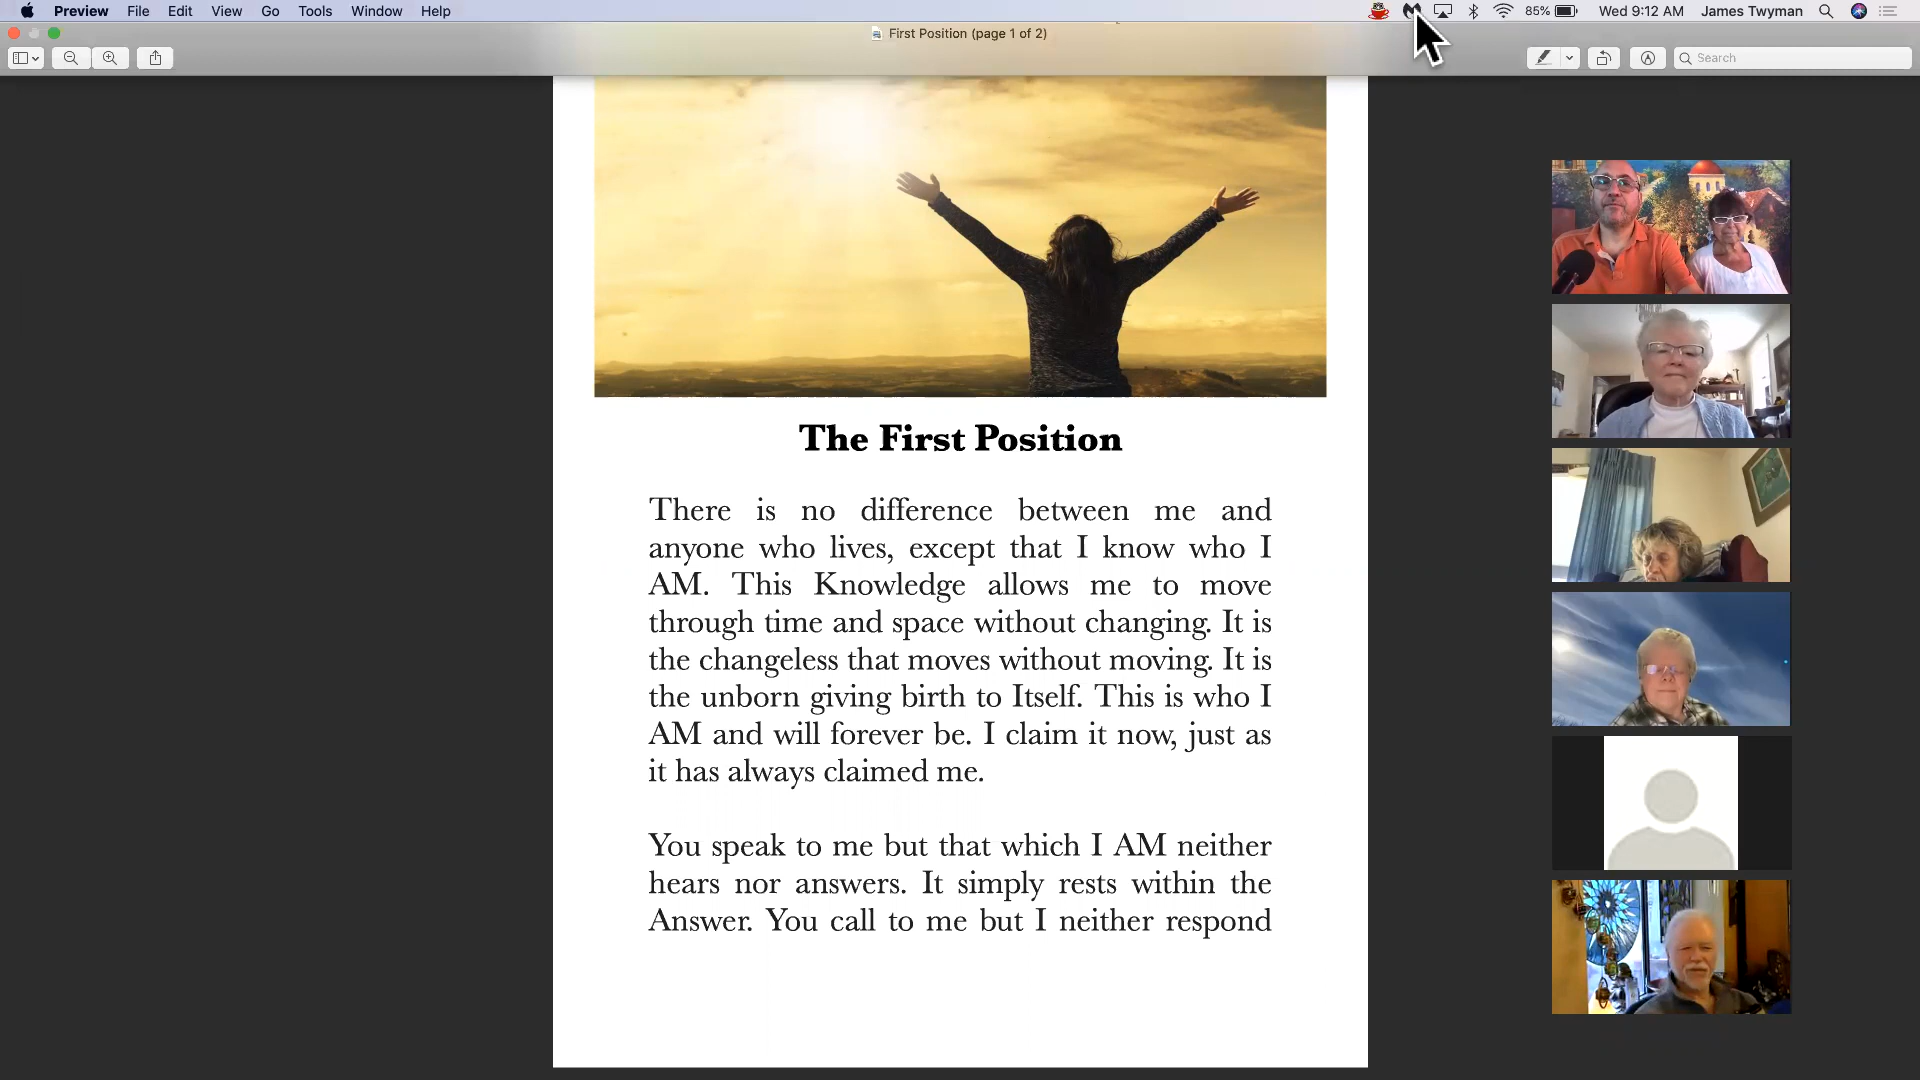 Preview File Edit View Go Tools Window Help 85% Wed 9:12 AM James Twyman
First Position (page 1 of 2)
Search
The First Position
There is no difference between me and
anyone who lives, except that I know who I
AM. This Knowledge allows me to move
through time and space without changing. It is
the changeless that moves without moving. It is
the unborn giving birth to Itself. This is who I
AM and will forever be. I claim it now, just as
it has always claimed me.
You speak to me but that which I AM neither
hears nor answers. It simply rests within the
Answer. You call to me but I neither respond